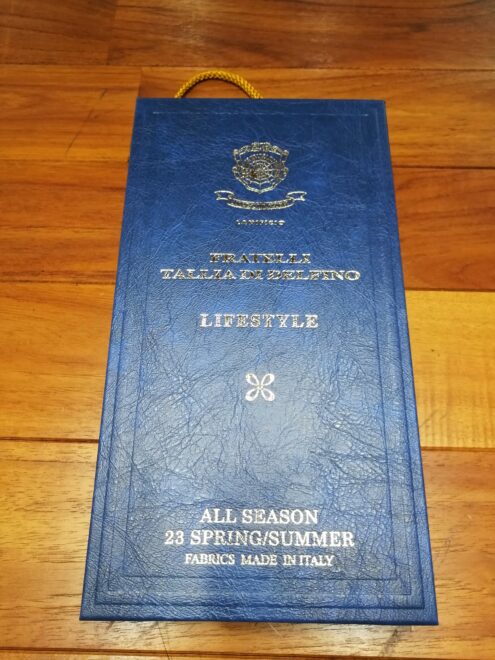 LANIFICIO
FRATELLI
TALLIA DI DELFINO
LIFESTYLE
ALL SEASON
23 SPRING/SUMMER
FABRICS MADE IN ITALY